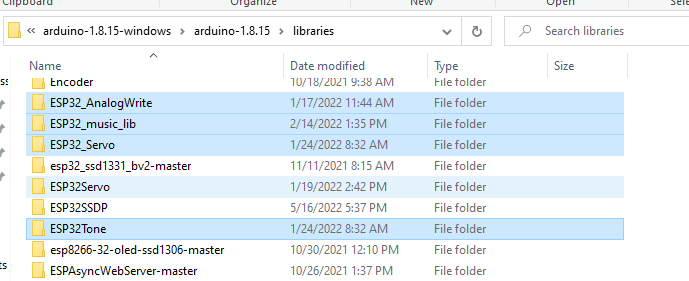 Clipboard Organize New Open Select
« arduino-1.8.15-windows > arduino-1.8.15 > libraries Search libraries
Name Date modified Type Size
Encoder 10/18/2021 9:38 AM File folder
ESP32_AnalogWrite 1/17/2022 11:44 AM File folder
ESP32_music_lib 2/14/2022 1:35 PM File folder
ESP32_Servo 1/24/2022 8:32 AM File folder
esp32_ssd1331_bv2-master 11/11/2021 8:15 AM File folder
ESP32Servo 1/19/2022 2:42 PM File folder
ESP32SSDP 5/16/2022 5:37 PM File folder
ESP32Tone 1/24/2022 8:32 AM File folder
esp8266-32-oled-ssd1306-master 10/30/2021 12:10 PM File folder
ESPAsyncWebServer-master 10/26/2021 1:37 PM File folder